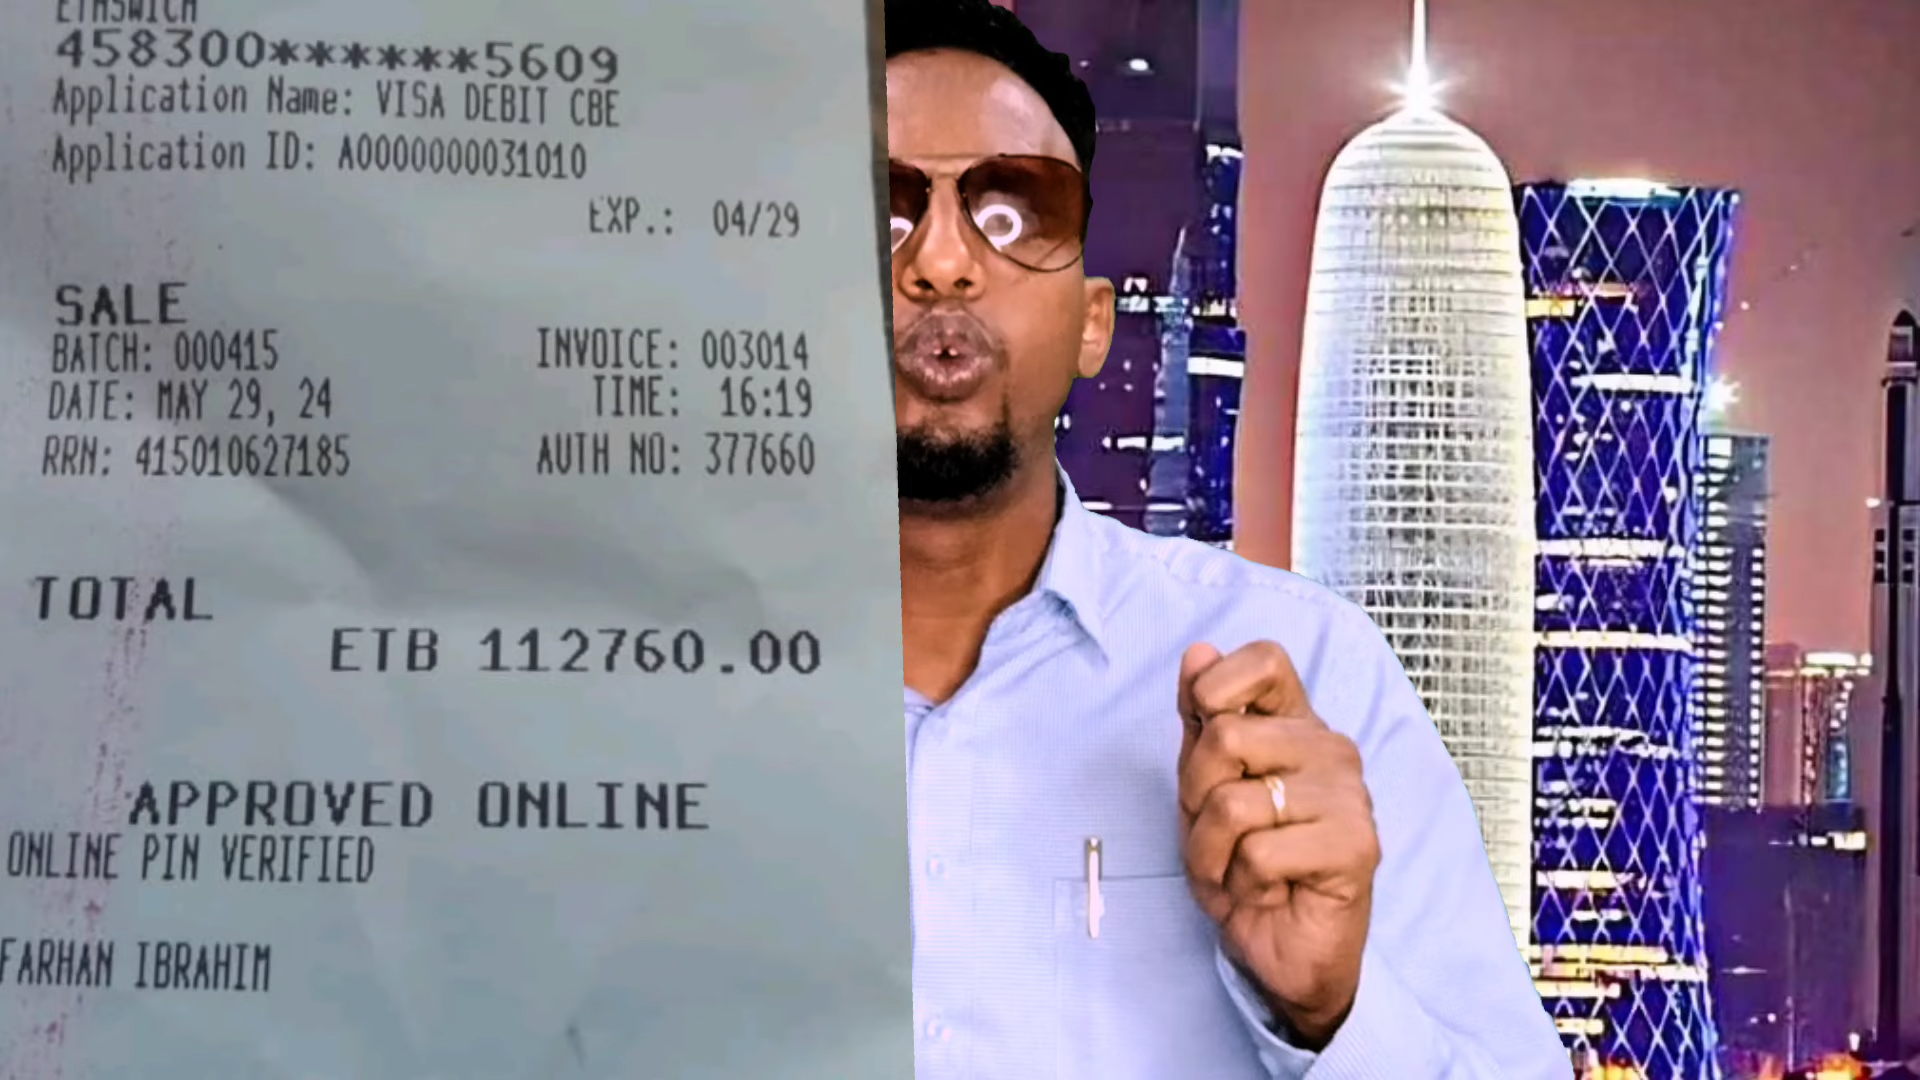 ETHSWICH
458300******5609
Application Name: VISA DEBIT CBE
Application ID: A0000000031010
EXP.: 04/29
SALE
BATCH: 000415 INVOICE: 003014
DATE: MAY 29, 24 TIME: 16:19
RRN: 415010627185 AUTH NO: 377660
TOTAL
ETB 112760.00
APPROVED ONLINE
ONLINE PIN VERIFIED
FARHAN IBRAHIM